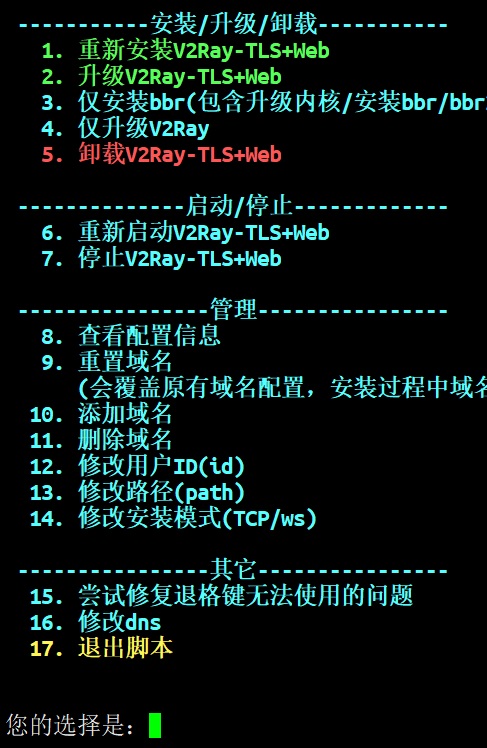 -----------安装/升级/卸载-----------
1. 重新安装V2Ray-TLS+Web
2. 升级V2Ray-TLS+Web
3. 仅安装bbr(包含升级内核/安装bbr/bbr
4. 仅升级V2Ray
5. 卸载V2Ray-TLS+Web
--------------启动/停止-------------
6. 重新启动V2Ray-TLS+Web
7. 停止V2Ray-TLS+Web
----------------管理----------------
8. 查看配置信息
9. 重置域名
(会覆盖原有域名配置，安装过程中域名
10. 添加域名
11. 删除域名
12. 修改用户ID(id)
13. 修改路径(path)
14. 修改安装模式(TCP/ws)
----------------其它----------------
15. 尝试修复退格键无法使用的问题
16. 修改dns
17. 退出脚本
您的选择是：